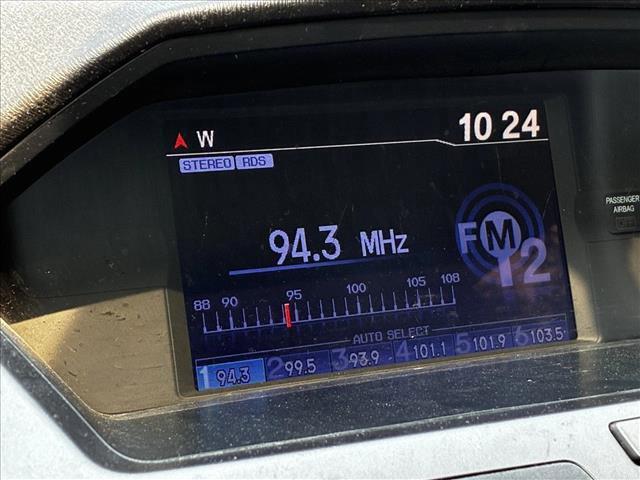 W 10 24
STEREO RDS
PASSENGER
AIRBAG
94.3 MHz
FM 12
88 90 95 100 105 108
AUTO SELECT
1 94.3 2 99.5 3 93.9 4 101.1 5 101.9 6 103.5